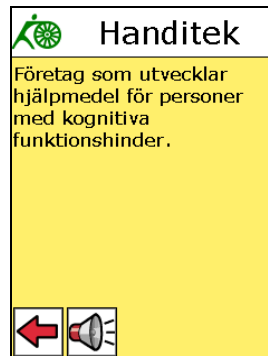 Handitek
Företag som utvecklar
hjälpmedel för personer
med kognitiva
funktionshinder.